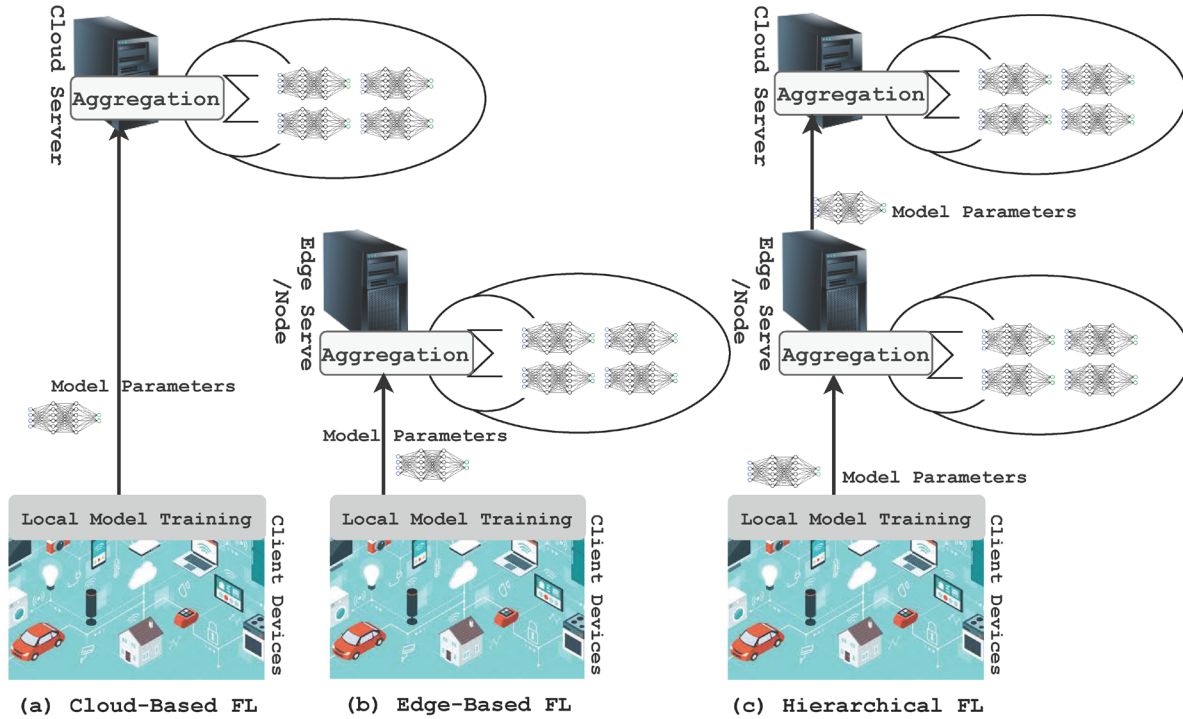 Cloud Server
Aggregation
Model Parameters
Local Model Training
Client Devices
(a) Cloud-Based FL
Edge Serve
/Node
Aggregation
Model Parameters
Local Model Training
Client Devices
(b) Edge-Based FL
Cloud Server
Aggregation
Model Parameters
Edge Serve
/Node
Aggregation
Model Parameters
Local Model Training
Client Devices
(c) Hierarchical FL